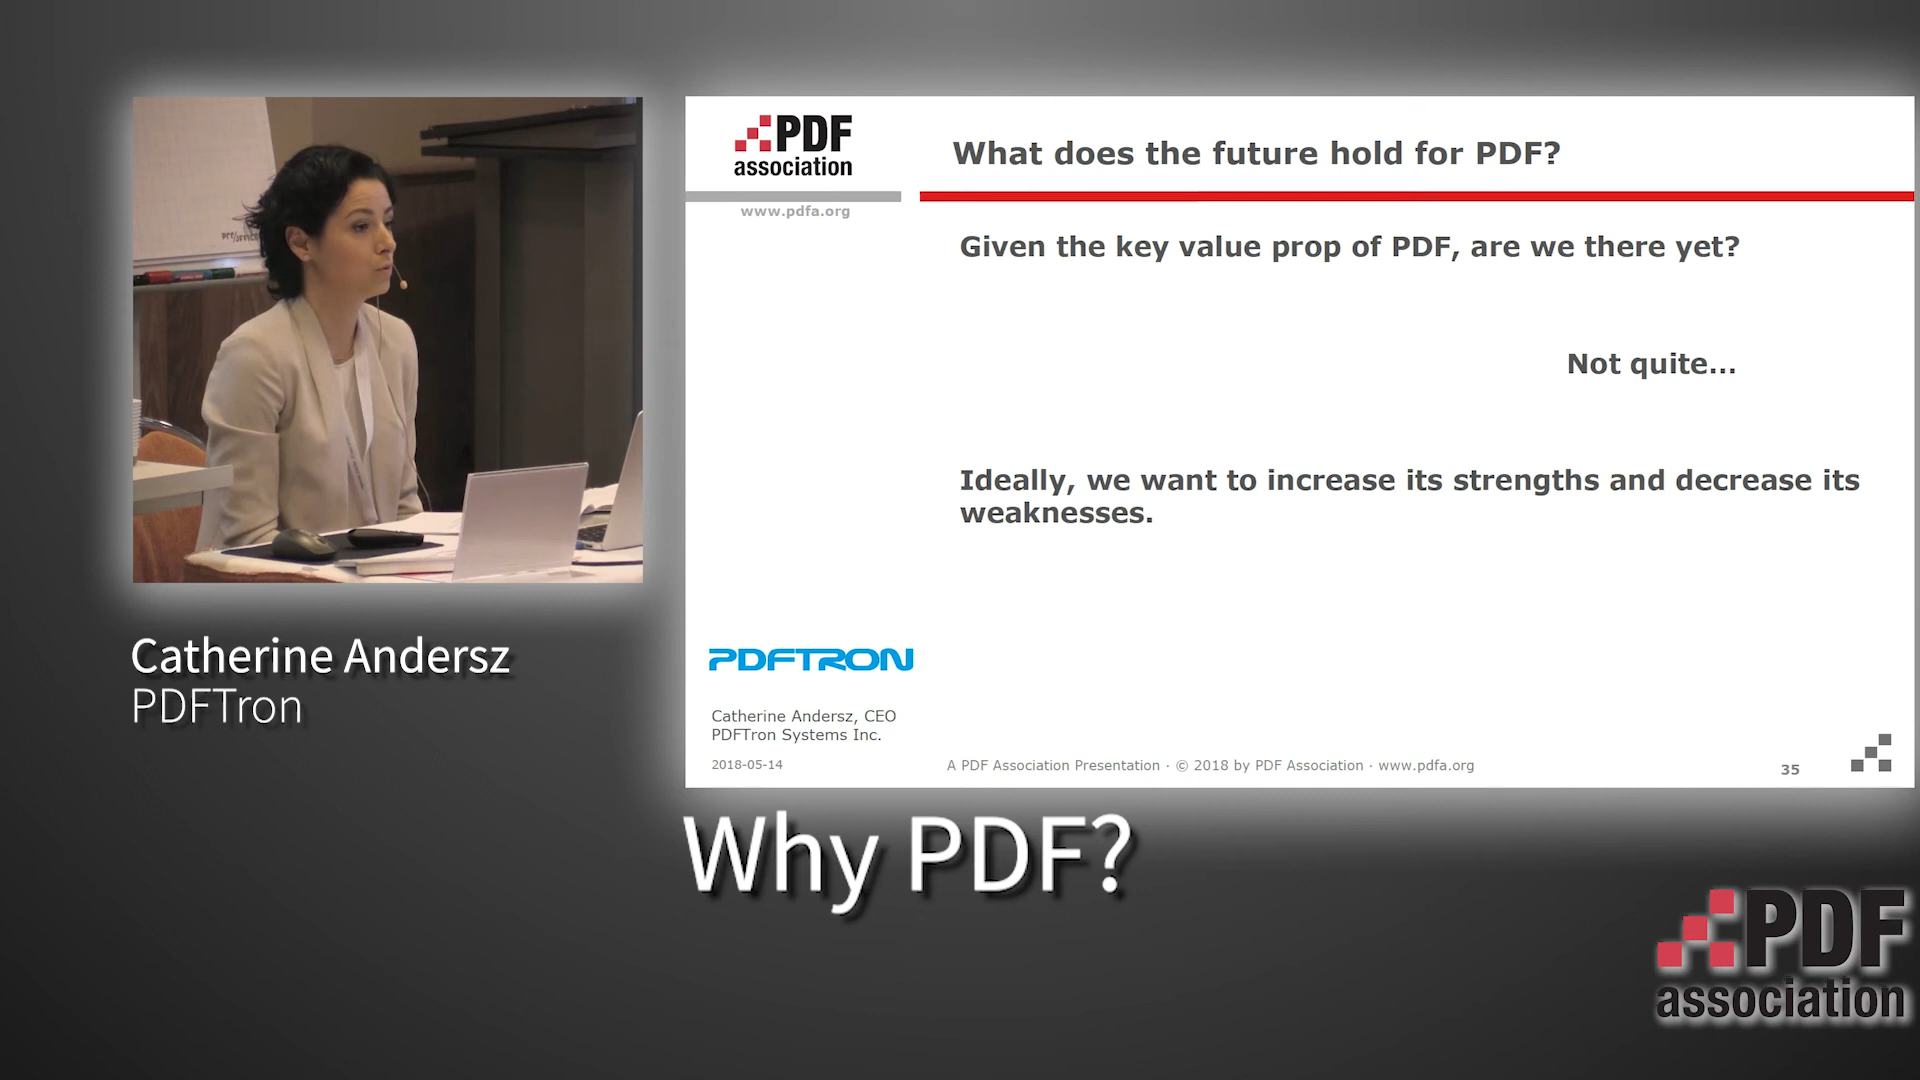 PDF
association
www.pdfa.org
What does the future hold for PDF?
Given the key value prop of PDF, are we there yet?
Not quite...
Ideally, we want to increase its strengths and decrease its
weaknesses.
PDFTRON
Catherine Andersz, CEO
PDFTron Systems Inc.
2018-05-14
A PDF Association Presentation · © 2018 by PDF Association · www.pdfa.org
35
Catherine Andersz
PDFTron
Why PDF?
PDF
association